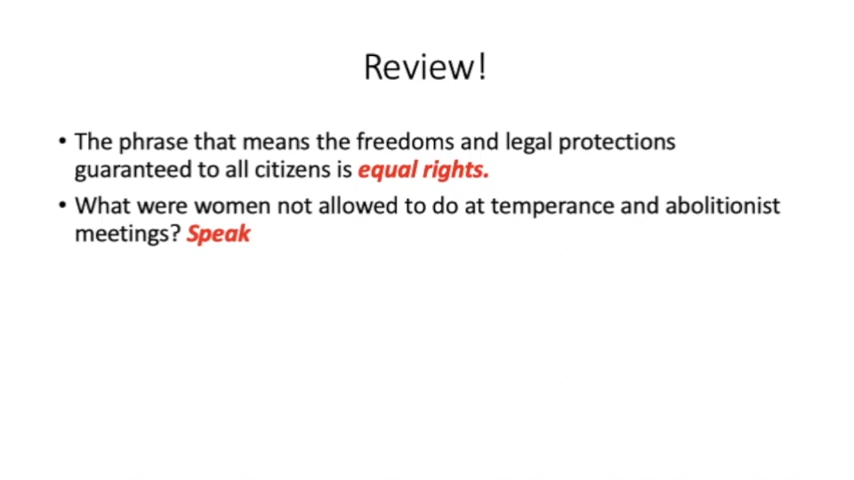 Review!
• The phrase that means the freedoms and legal protections
guaranteed to all citizens is equal rights.
• What were women not allowed to do at temperance and abolitionist
meetings? Speak